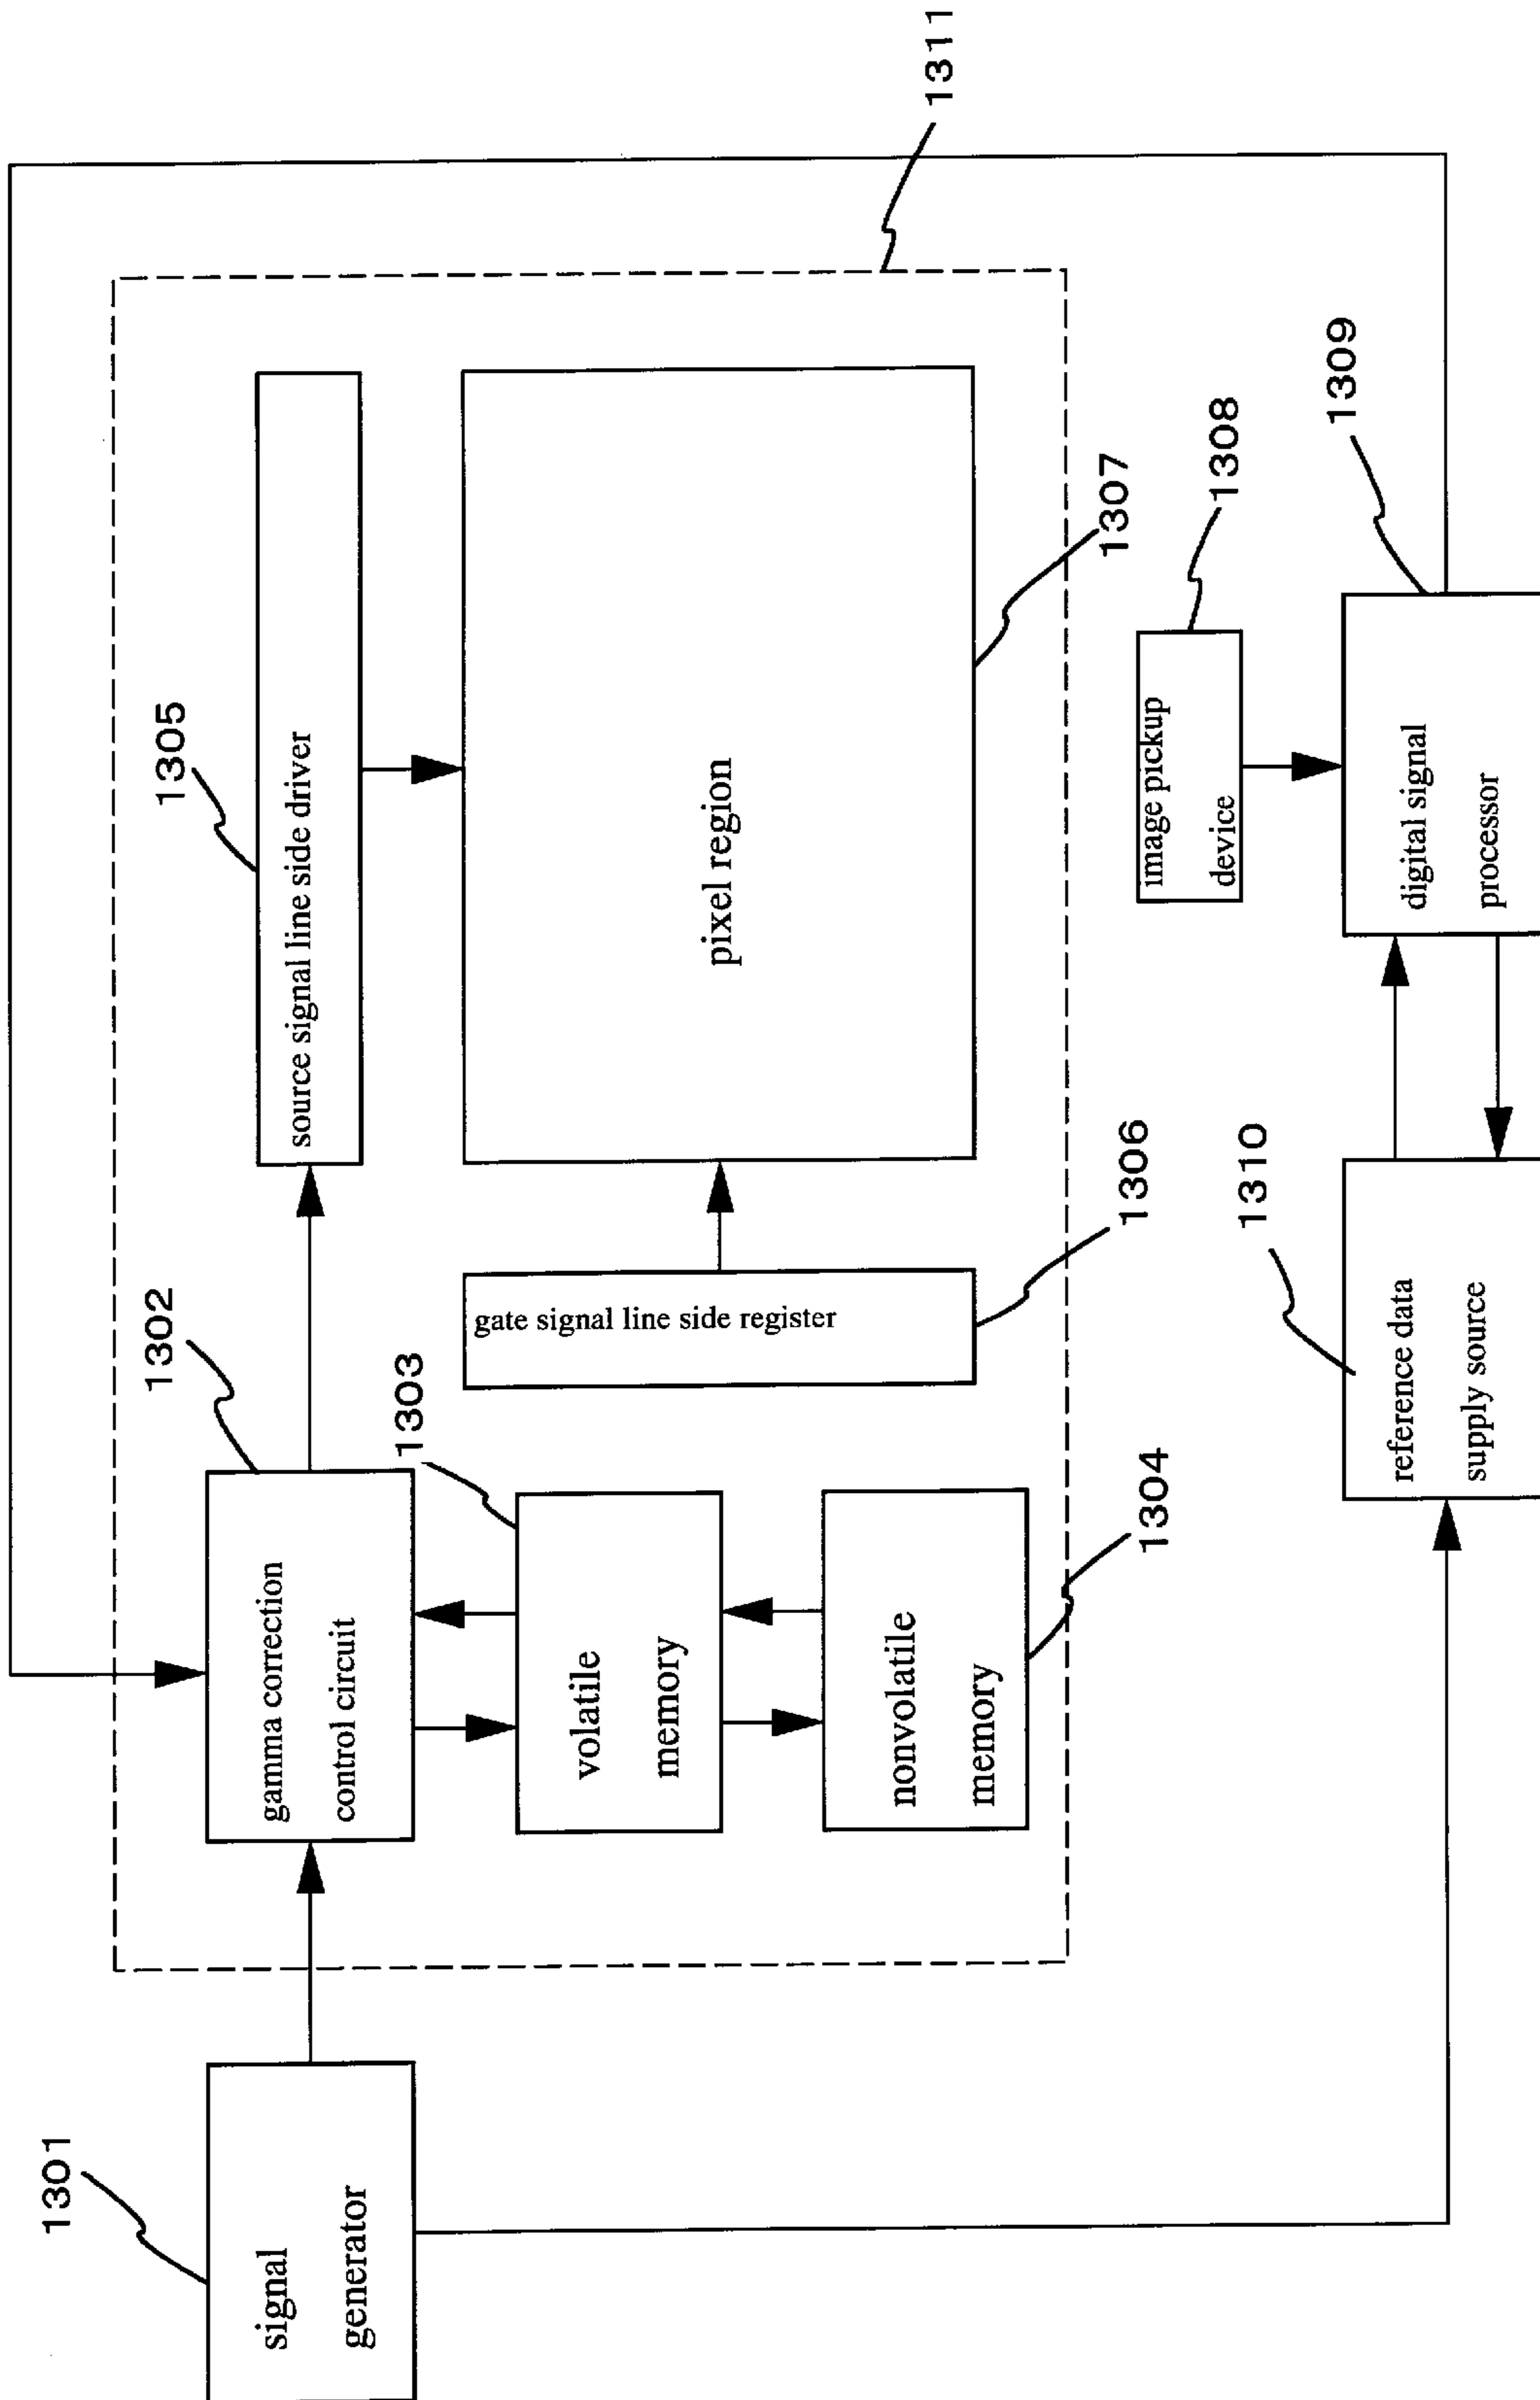 1301
signal
generator
1302
gamma correction
control circuit
1303
volatile
memory
1304
nonvolatile
memory
1305
source signal line side driver
1306
gate signal line side register
1307
pixel region
1308
image pickup
device
1309
digital signal
processor
1310
reference data
supply source
1311